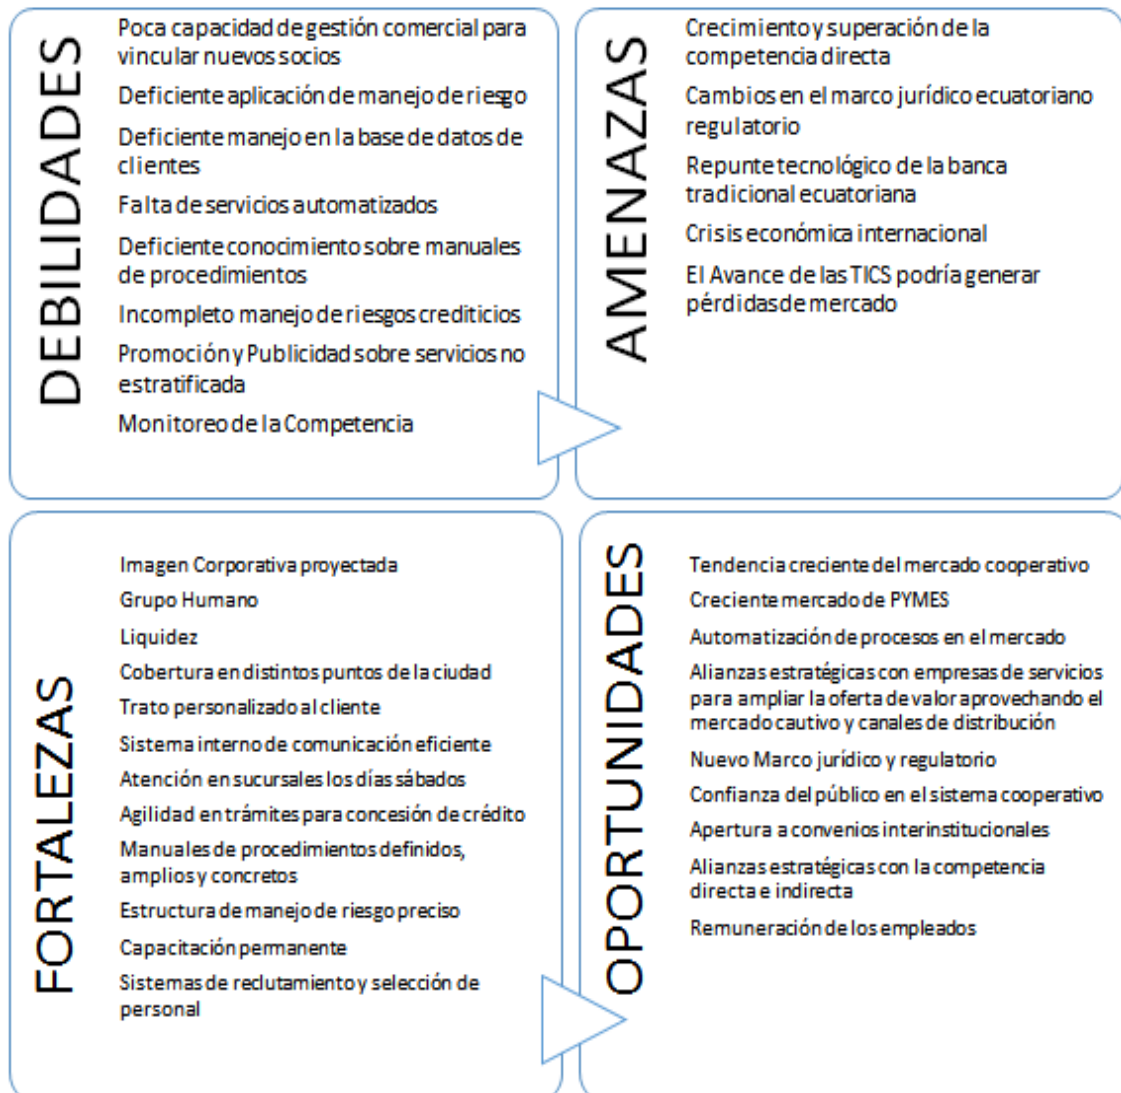 DEBILIDADES
Poca capacidad de gestión comercial para
vincular nuevos socios
Deficiente aplicación de manejo de riesgo
Deficiente manejo en la base de datos de
clientes
Falta de servicios automatizados
Deficiente conocimiento sobre manuales
de procedimientos
Incompleto manejo de riesgos crediticios
Promoción y Publicidad sobre servicios no
estratificada
Monitoreo de la Competencia
AMENAZAS
Crecimiento y superación de la
competencia directa
Cambios en el marco jurídico ecuatoriano
regulatorio
Repunte tecnológico de la banca
tradicional ecuatoriana
Crisis económica internacional
El Avance de las TICS podría generar
pérdidas de mercado
FORTALEZAS
Imagen Corporativa proyectada
Grupo Humano
Liquidez
Cobertura en distintos puntos de la ciudad
Trato personalizado al cliente
Sistema interno de comunicación eficiente
Atención en sucursales los días sábados
Agilidad en trámites para concesión de crédito
Manuales de procedimientos definidos,
amplios y concretos
Estructura de manejo de riesgo preciso
Capacitación permanente
Sistemas de reclutamiento y selección de
personal
OPORTUNIDADES
Tendencia creciente del mercado cooperativo
Creciente mercado de PYMES
Automatización de procesos en el mercado
Alianzas estratégicas con empresas de servicios
para ampliar la oferta de valor aprovechando el
mercado cautivo y canales de distribución
Nuevo Marco jurídico y regulatorio
Confianza del público en el sistema cooperativo
Apertura a convenios interinstitucionales
Alianzas estratégicas con la competencia
directa e indirecta
Remuneración de los empleados